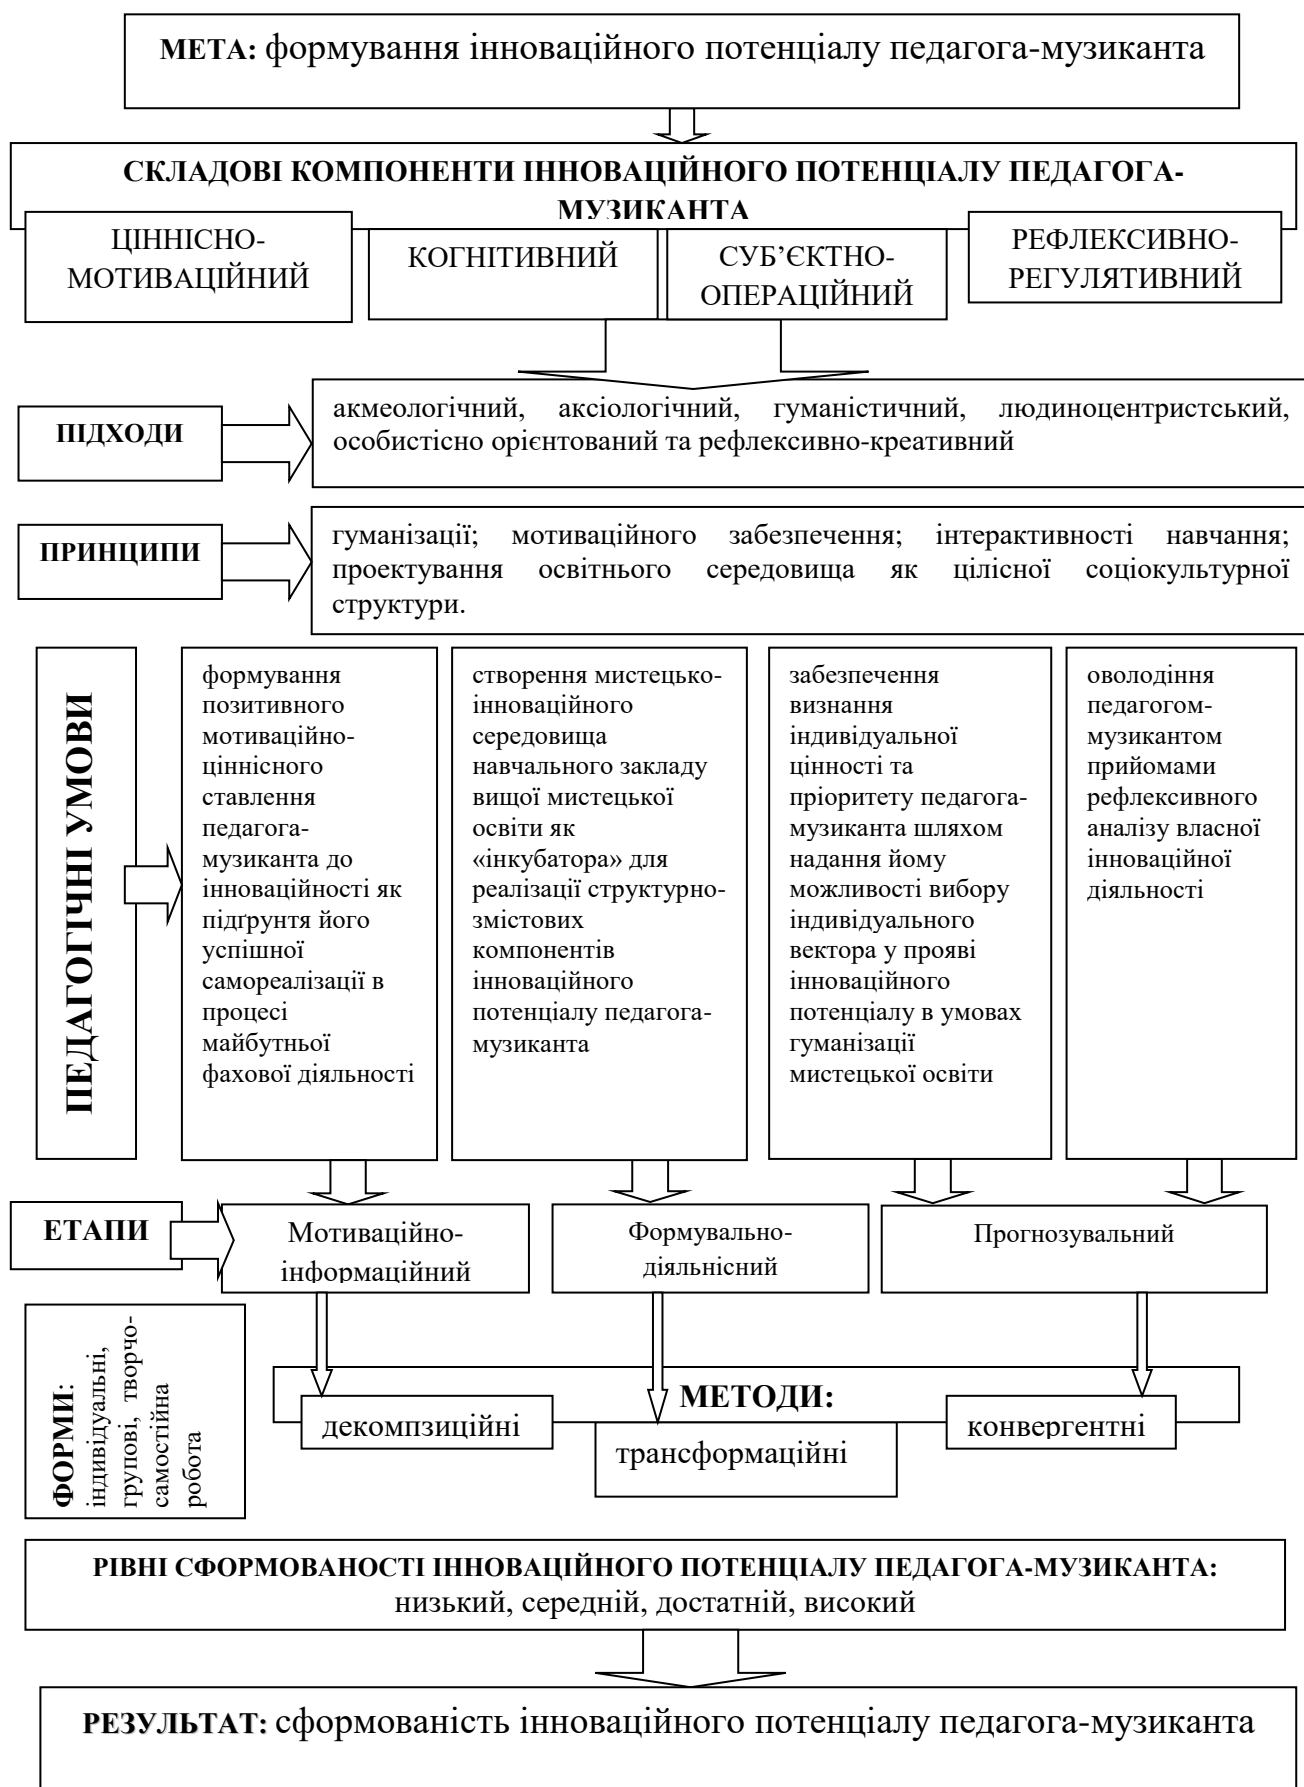 МЕТА: формування інноваційного потенціалу педагога-музиканта
СКЛАДОВІ КОМПОНЕНТИ ІННОВАЦІЙНОГО ПОТЕНЦІАЛУ ПЕДАГОГА-
МУЗИКАНТА
ЦІННІСНО-
МОТИВАЦІЙНИЙ
КОГНІТИВНИЙ
СУБ’ЄКТНО-
ОПЕРАЦІЙНИЙ
РЕФЛЕКСИВНО-
РЕГУЛЯТИВНИЙ
ПІДХОДИ
акмеологічний, аксіологічний, гуманістичний, людиноцентристський,
особистісно орієнтований та рефлексивно-креативний
ПРИНЦИПИ
гуманізації; мотиваційного забезпечення; інтерактивності навчання;
проектування освітнього середовища як цілісної соціокультурної
структури.
ПЕДАГОГІЧНІ УМОВИ
формування
позитивного
мотиваційно-
ціннісного
ставлення
педагога-
музиканта до
інноваційності як
підґрунтя його
успішної
самореалізації в
процесі
майбутньої
фахової діяльності
створення мистецько-
інноваційного
середовища
навчального закладу
вищої мистецької
освіти як
«інкубатора» для
реалізації структурно-
змістових
компонентів
інноваційного
потенціалу педагога-
музиканта
забезпечення
визнання
індивідуальної
цінності та
пріоритету педагога-
музиканта шляхом
надання йому
можливості вибору
індивідуального
вектора у прояві
інноваційного
потенціалу в умовах
гуманізації
мистецької освіти
оволодіння
педагогом-
музикантом
прийомами
рефлексивного
аналізу власної
інноваційної
діяльності
ЕТАПИ
Мотиваційно-
інформаційний
Формувально-
діяльнісний
Прогнозувальний
ФОРМИ:
індивідуальні,
групові, творчо-
самостійна
робота
МЕТОДИ:
декомпзиційні
трансформаційні
конвергентні
РІВНІ СФОРМОВАНОСТІ ІННОВАЦІЙНОГО ПОТЕНЦІАЛУ ПЕДАГОГА-МУЗИКАНТА:
низький, середній, достатній, високий
РЕЗУЛЬТАТ: сформованість інноваційного потенціалу педагога-музиканта